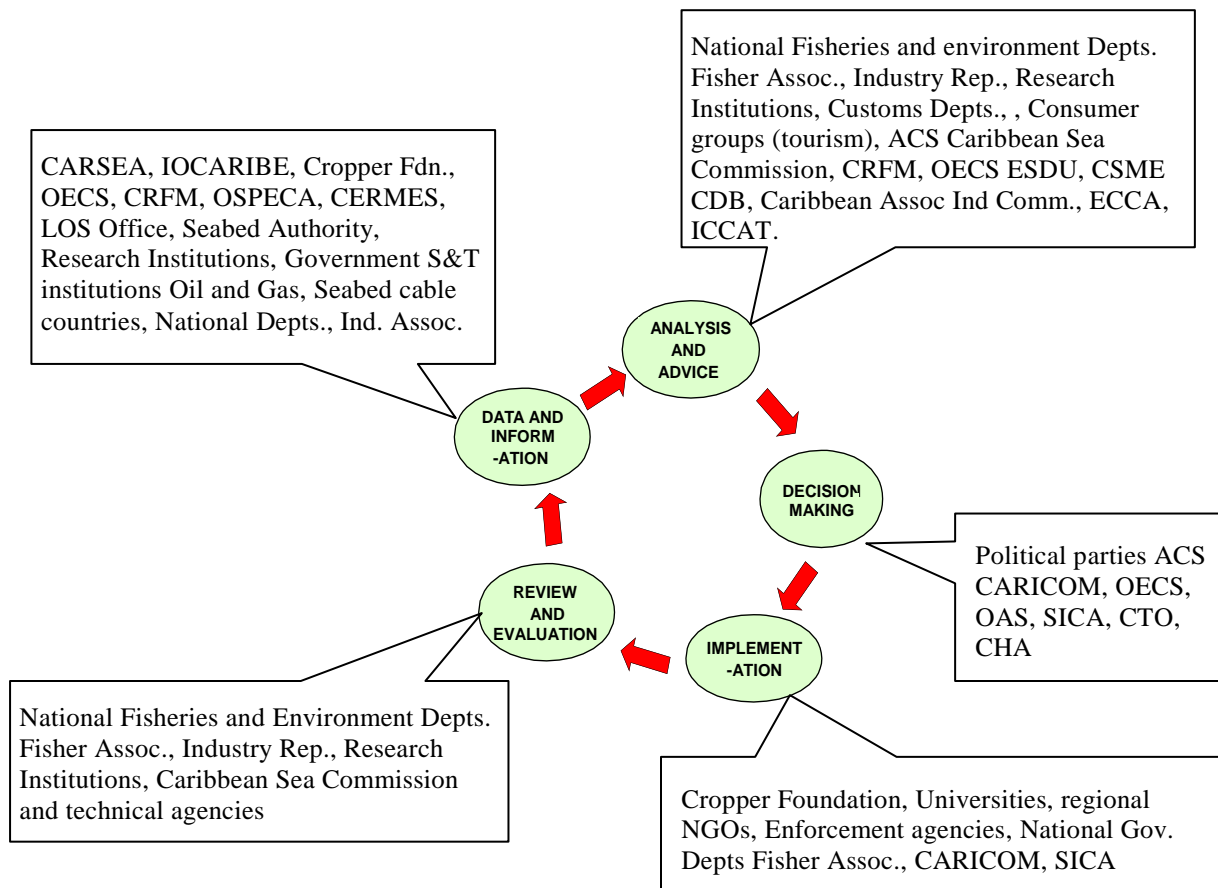 National Fisheries and environment Depts.
Fisher Assoc., Industry Rep., Research
Institutions, Customs Depts., , Consumer
groups (tourism), ACS Caribbean Sea
Commission, CRFM, OECS ESDU, CSME
CDB, Caribbean Assoc Ind Comm., ECCA,
ICCAT.
CARSEA, IOCARIBE, Cropper Fdn.,
OECS, CRFM, OSPECA, CERMES,
LOS Office, Seabed Authority,
Research Institutions, Government S&T
institutions Oil and Gas, Seabed cable
countries, National Depts., Ind. Assoc.
ANALYSIS
AND
ADVICE
DATA AND
INFORM
-ATION
DECISION
MAKING
Political parties ACS
CARICOM, OECS,
OAS, SICA, CTO,
CHA
REVIEW
AND
EVALUATION
IMPLEMENT
-ATION
National Fisheries and Environment Depts.
Fisher Assoc., Industry Rep., Research
Institutions, Caribbean Sea Commission
and technical agencies
Cropper Foundation, Universities, regional
NGOs, Enforcement agencies, National Gov.
Depts Fisher Assoc., CARICOM, SICA